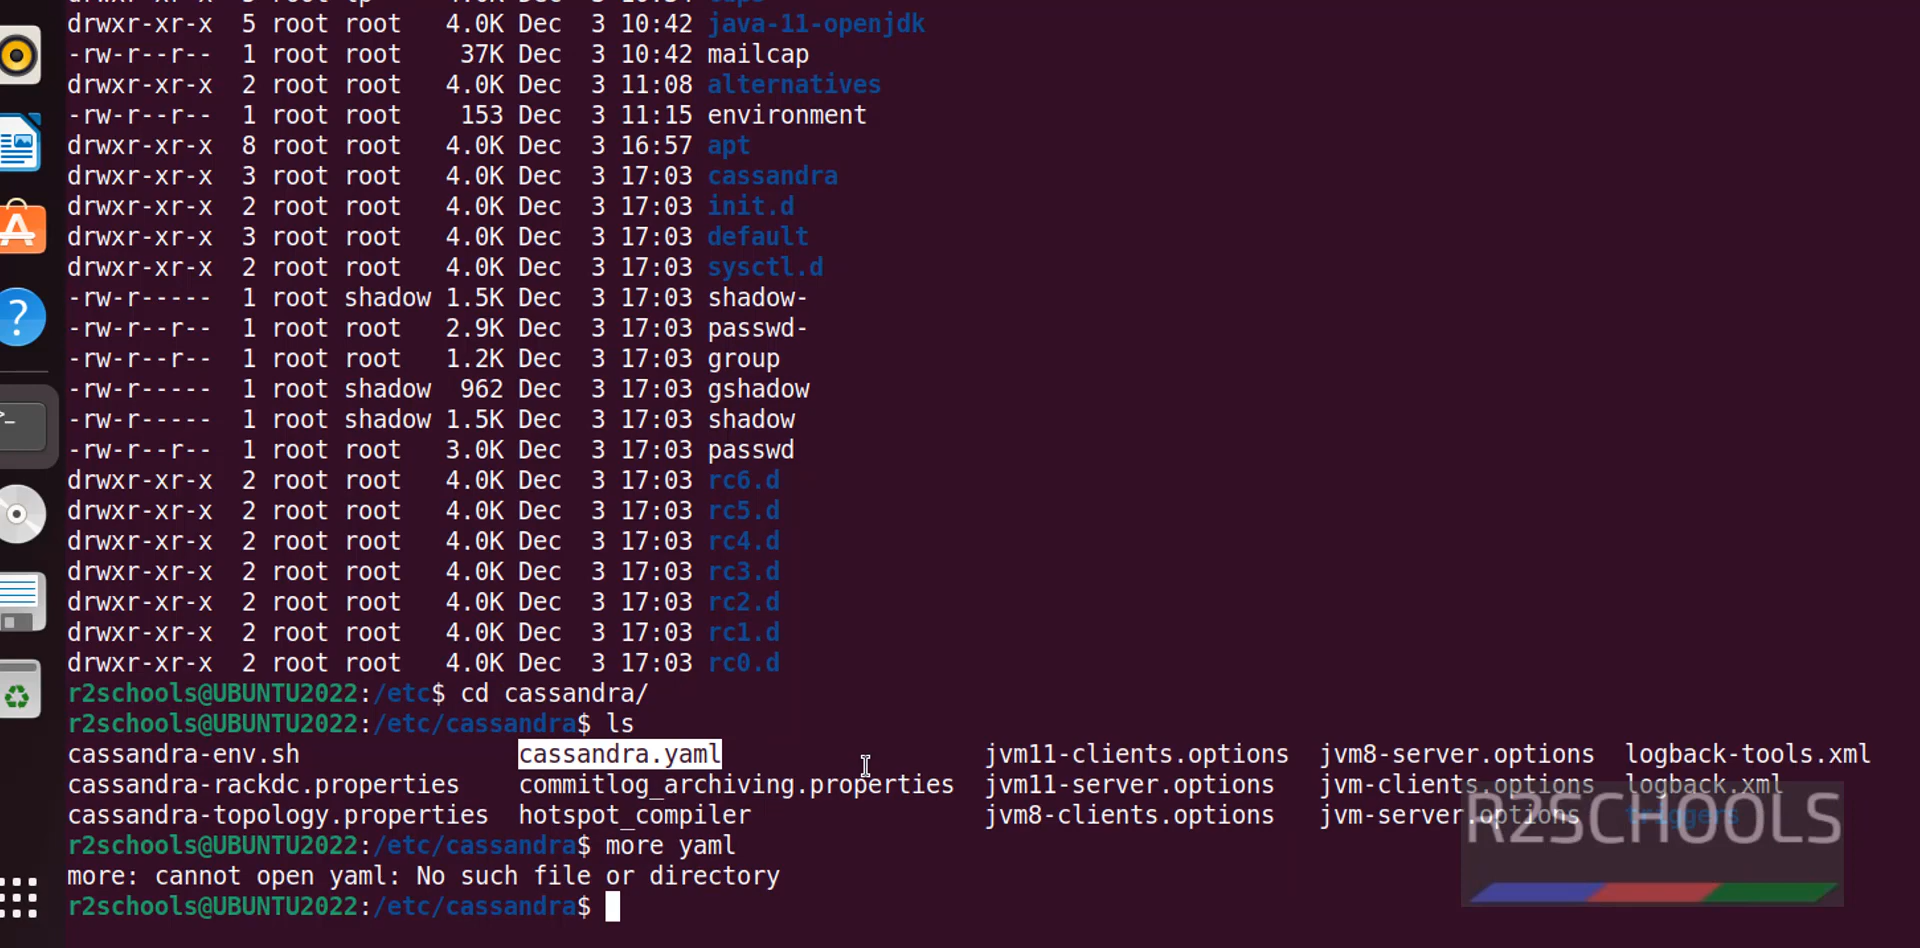 drwxr-xr-x 5 root root 4.0K Dec 3 10:42 java-11-openjdk
-rw-r--r-- 1 root root 37K Dec 3 10:42 mailcap
drwxr-xr-x 2 root root 4.0K Dec 3 11:08 alternatives
-rw-r--r-- 1 root root 153 Dec 3 11:15 environment
drwxr-xr-x 8 root root 4.0K Dec 3 16:57 apt
drwxr-xr-x 3 root root 4.0K Dec 3 17:03 cassandra
drwxr-xr-x 2 root root 4.0K Dec 3 17:03 init.d
drwxr-xr-x 3 root root 4.0K Dec 3 17:03 default
drwxr-xr-x 2 root root 4.0K Dec 3 17:03 sysctl.d
-rw-r----- 1 root shadow 1.5K Dec 3 17:03 shadow-
-rw-r--r-- 1 root root 2.9K Dec 3 17:03 passwd-
-rw-r--r-- 1 root root 1.2K Dec 3 17:03 group
-rw-r----- 1 root shadow 962 Dec 3 17:03 gshadow
-rw-r----- 1 root shadow 1.5K Dec 3 17:03 shadow
-rw-r--r-- 1 root root 3.0K Dec 3 17:03 passwd
drwxr-xr-x 2 root root 4.0K Dec 3 17:03 rc6.d
drwxr-xr-x 2 root root 4.0K Dec 3 17:03 rc5.d
drwxr-xr-x 2 root root 4.0K Dec 3 17:03 rc4.d
drwxr-xr-x 2 root root 4.0K Dec 3 17:03 rc3.d
drwxr-xr-x 2 root root 4.0K Dec 3 17:03 rc2.d
drwxr-xr-x 2 root root 4.0K Dec 3 17:03 rc1.d
drwxr-xr-x 2 root root 4.0K Dec 3 17:03 rc0.d
r2schools@UBUNTU2022:/etc$ cd cassandra/
r2schools@UBUNTU2022:/etc/cassandra$ ls
cassandra-env.sh cassandra.yaml jvm11-clients.options jvm8-server.options logback-tools.xml
cassandra-rackdc.properties commitlog_archiving.properties jvm11-server.options jvm-clients.options logback.xml
cassandra-topology.properties hotspot_compiler jvm8-clients.options jvm-server.options triggers
r2schools@UBUNTU2022:/etc/cassandra$ more yaml
more: cannot open yaml: No such file or directory
r2schools@UBUNTU2022:/etc/cassandra$
R2SCHOOLS